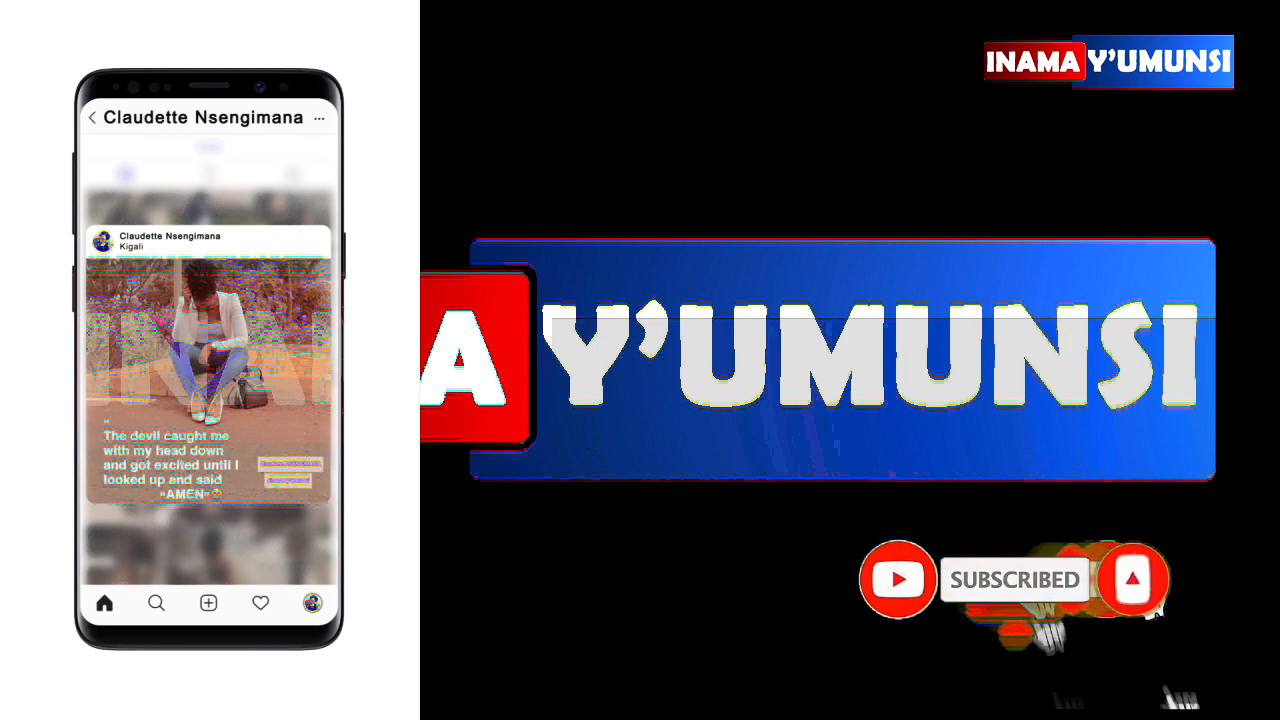 Claudette Nsengimana
Claudette Nsengimana
Kigali
"
The devil caught me
with my head down
and got excited until I
looked up and said
"AMEN"
INAMA Y'UMUNSI
A Y'UMUNSI
SUBSCRIBED